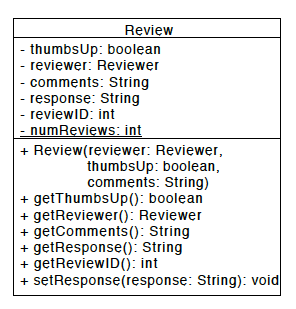 Review
- thumbsUp: boolean
- reviewer: Reviewer
- comments: String
- response: String
- reviewID: int
- numReviews: int
+ Review(reviewer: Reviewer,
thumbsUp: boolean,
comments: String)
+ getThumbsUp(): boolean
+ getReviewer(): Reviewer
+ getComments(): String
+ getResponse(): String
+ getReviewID(): int
+ setResponse(response: String): void